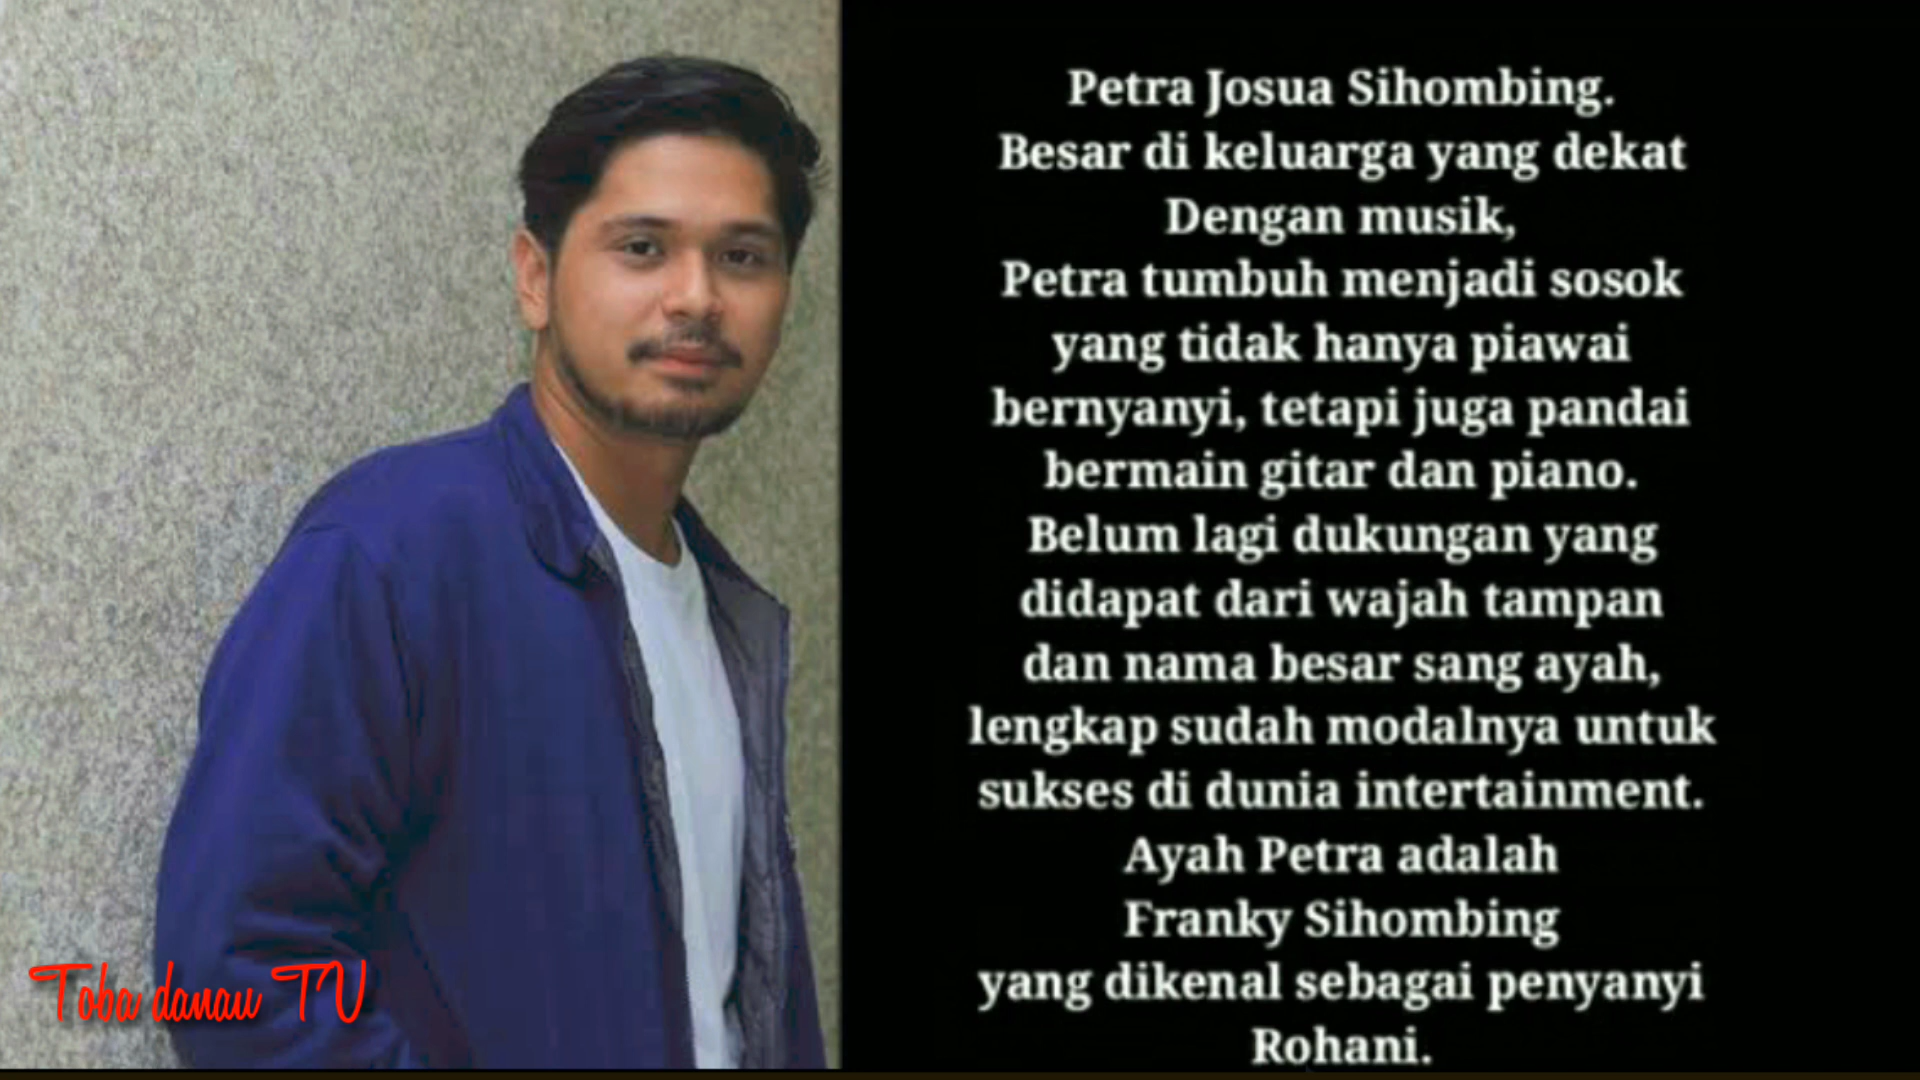 Petra Josua Sihombing.
Besar di keluarga yang dekat
Dengan musik,
Petra tumbuh menjadi sosok
yang tidak hanya piawai
bernyanyi, tetapi juga pandai
bermain gitar dan piano.
Belum lagi dukungan yang
didapat dari wajah tampan
dan nama besar sang ayah,
lengkap sudah modalnya untuk
sukses di dunia intertainment.
Ayah Petra adalah
Franky Sihombing
yang dikenal sebagai penyanyi
Rohani.
Toba danau TV